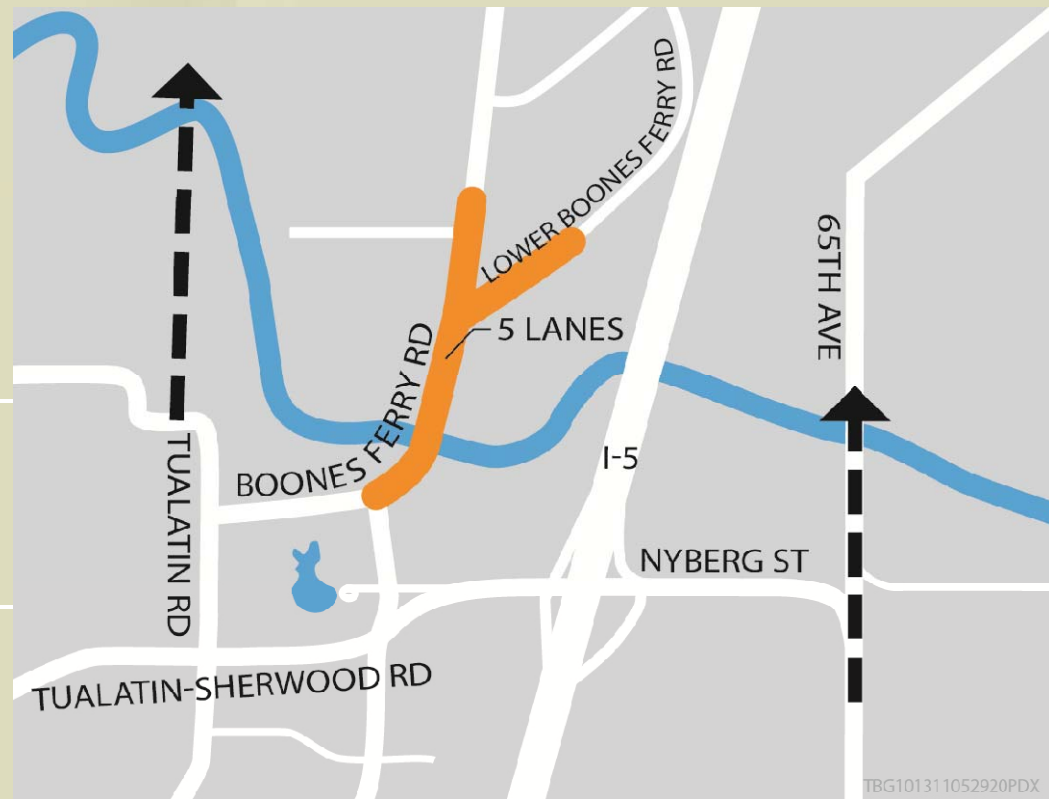 LOWER BOONES FERRY RD
65TH AVE
5 LANES
BOONES FERRY RD
I-5
TUALATIN RD
NYBERG ST
TUALATIN-SHERWOOD RD
TBG101311052920PDX